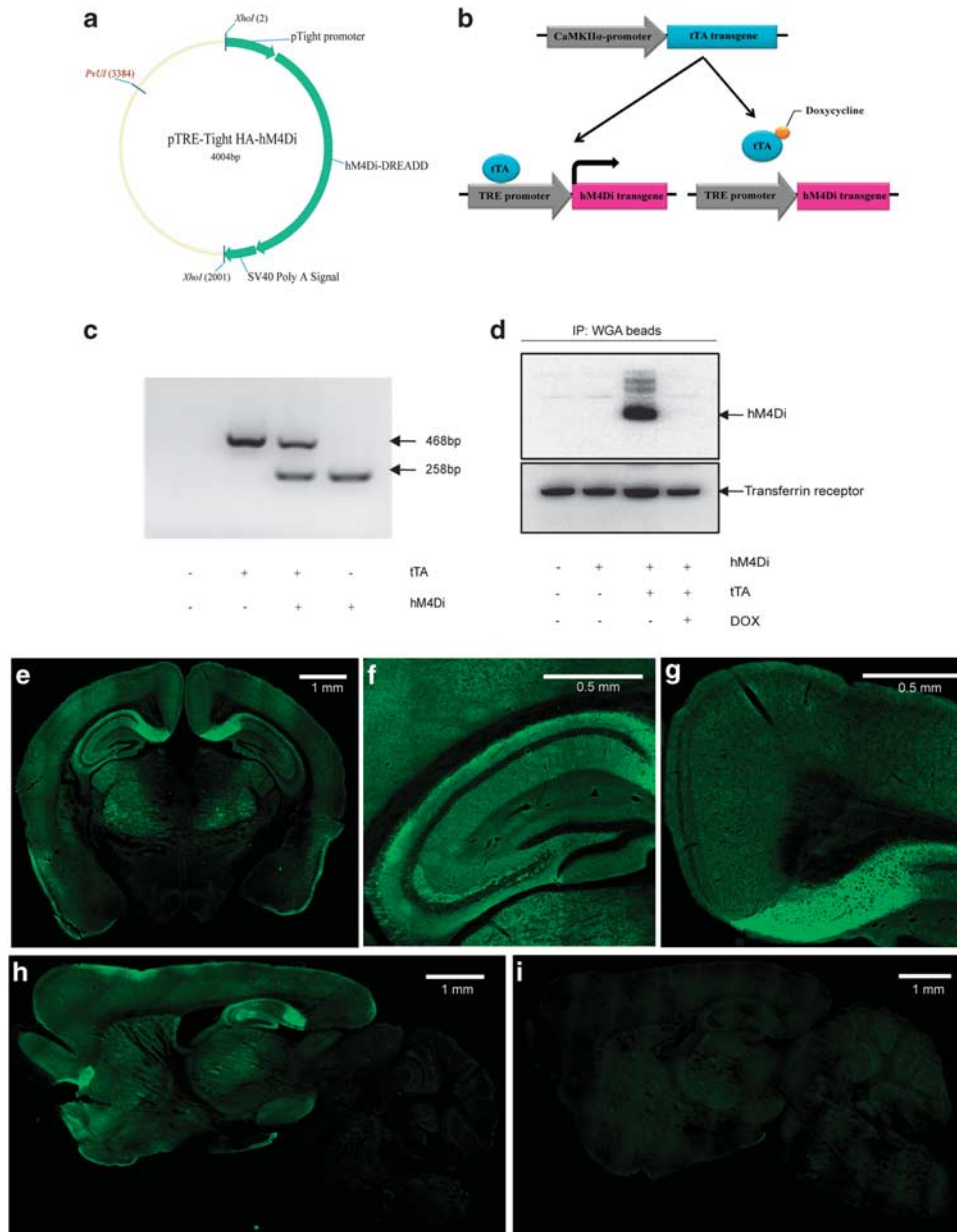 a
XhoI (2)
pTight promoter
PvUI (3384)
pTRE-Tight HA-hM4Di
4004bp
hM4Di-DREADD
XhoI (2001)
SV40 Poly A Signal
b
CaMKIIα-promoter
tTA transgene
Doxycycline
tTA
tTA
TRE promoter
hM4Di transgene
TRE promoter
hM4Di transgene
c
468bp
258bp
- + + - tTA
- - + + hM4Di
d
IP: WGA beads
hM4Di
Transferrin receptor
- + + + hM4Di
- - + + tTA
- - - + DOX
e
1 mm
f
0.5 mm
g
0.5 mm
h
1 mm
i
1 mm